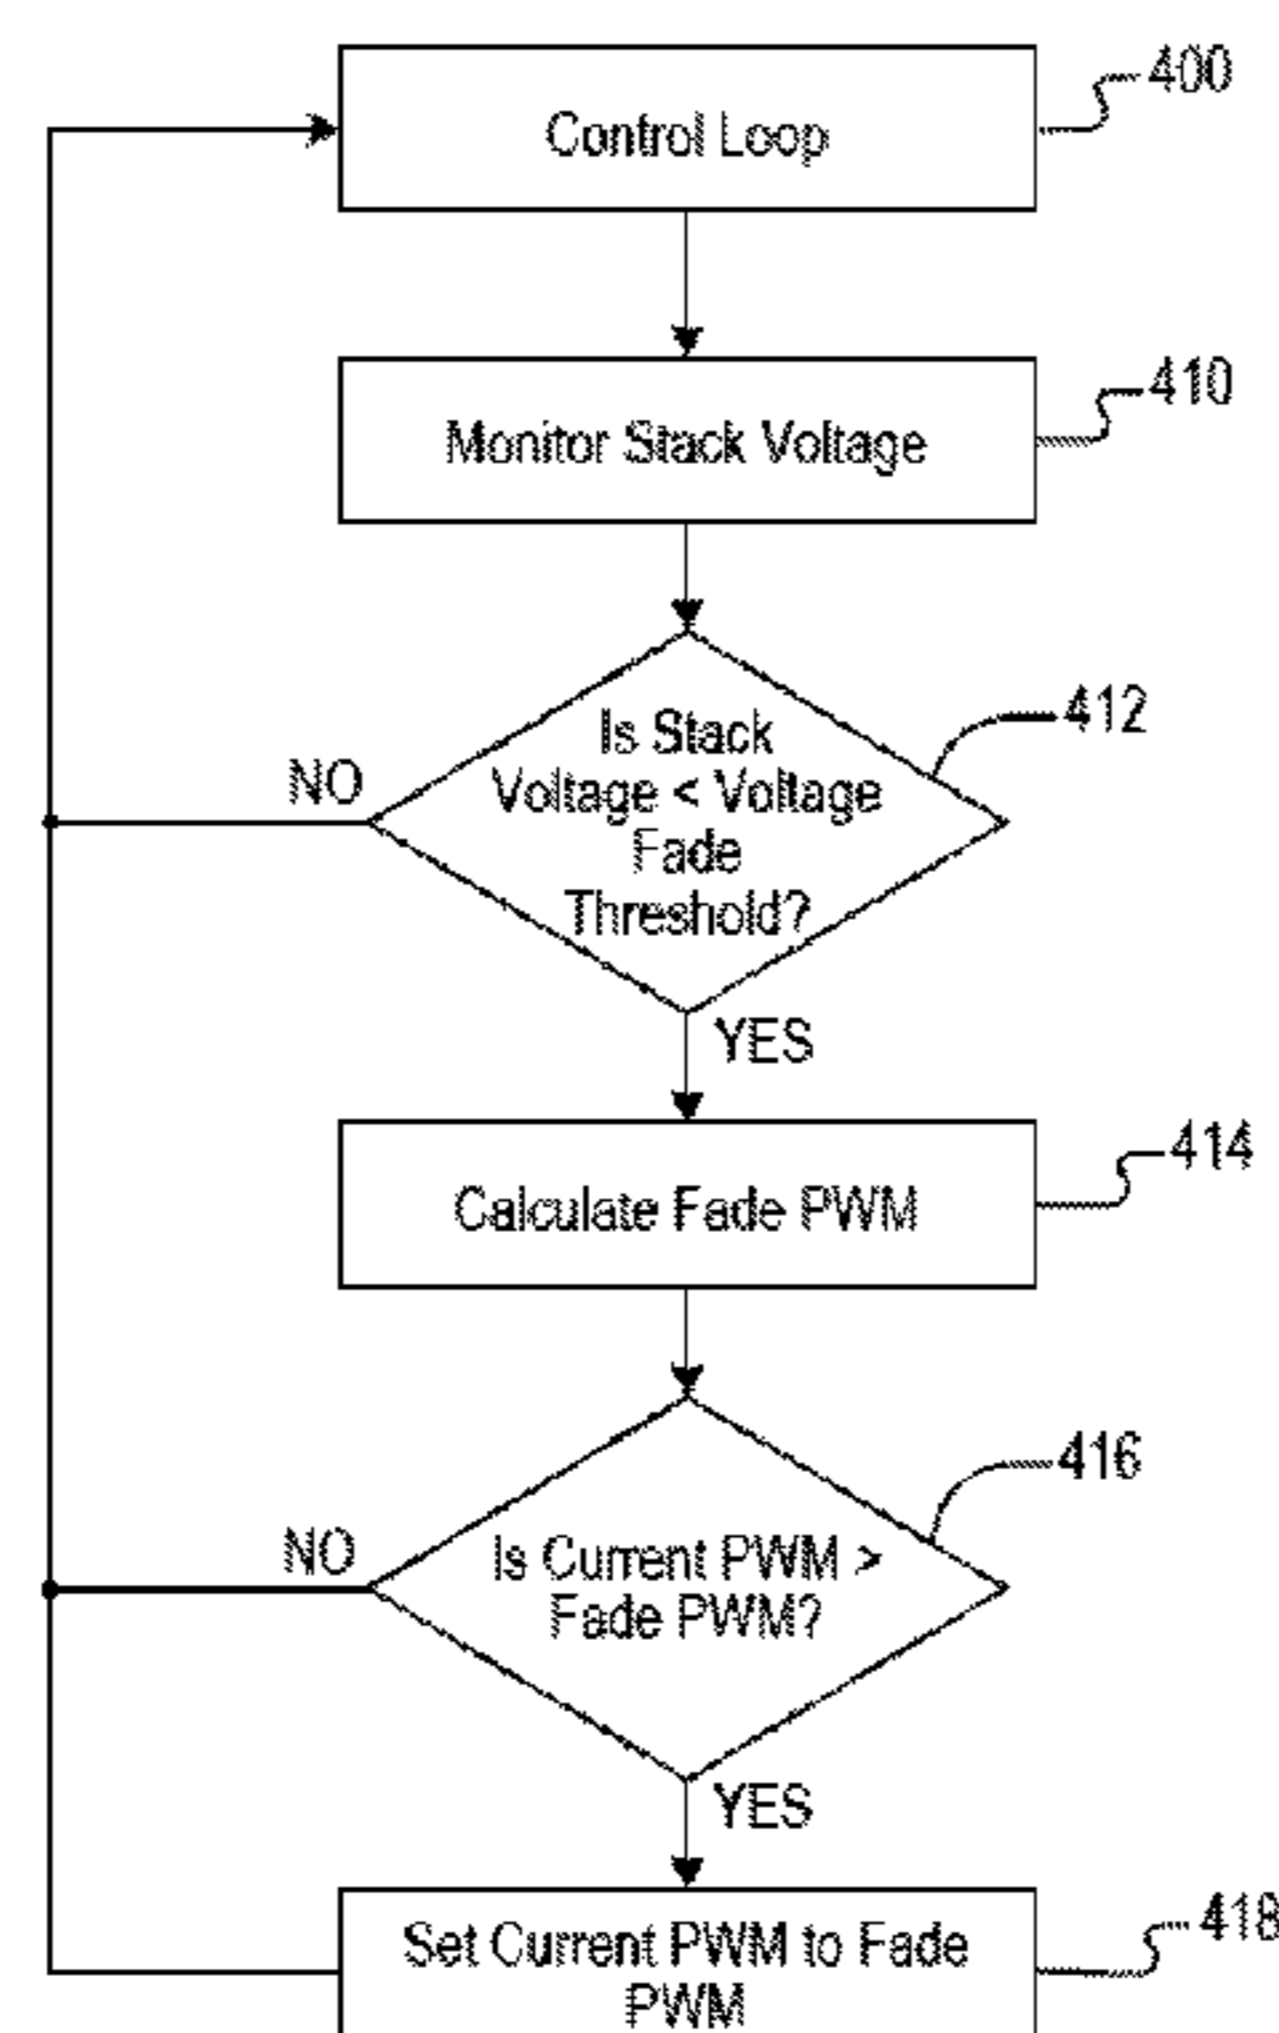 400
Control Loop
410
Monitor Stack Voltage
412
Is Stack
Voltage < Voltage
Fade
Threshold?
NO
YES
414
Calculate Fade PWM
416
Is Current PWM >
Fade PWM?
NO
YES
418
Set Current PWM to Fade
PWM